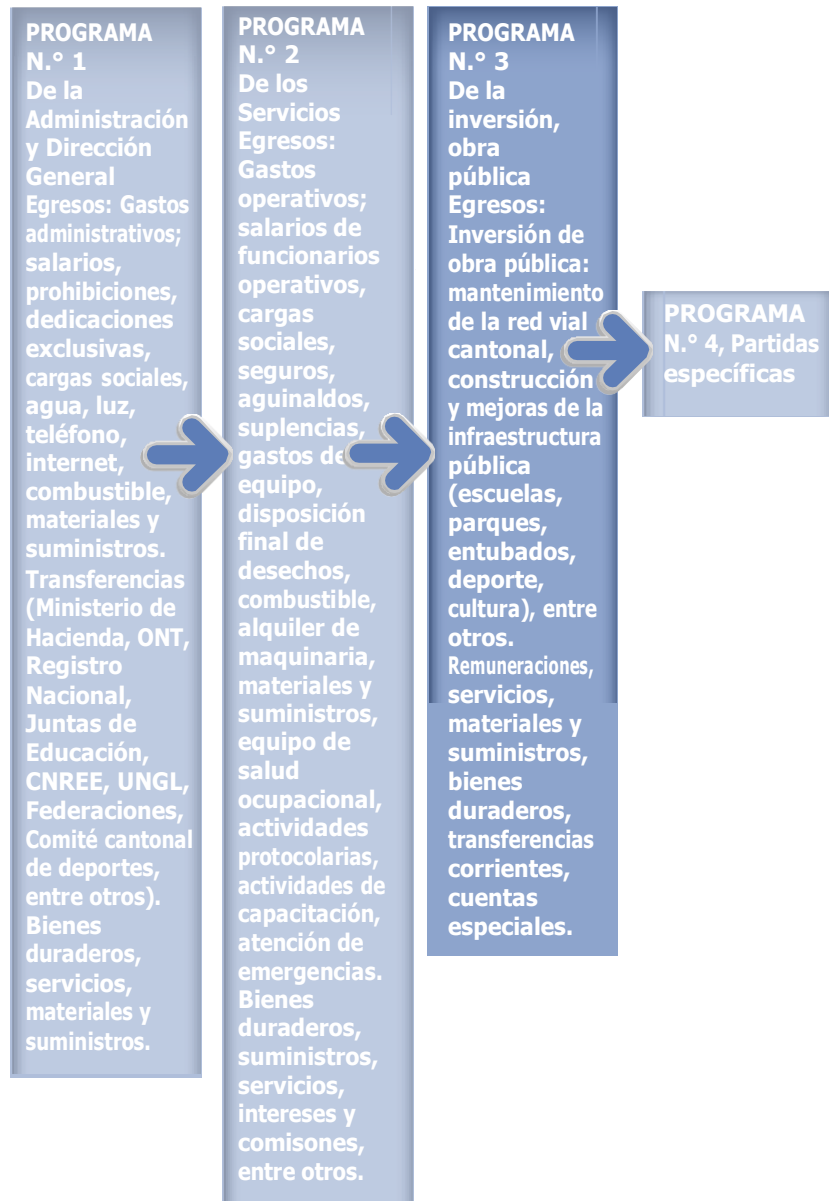 PROGRAMA
N.° 1
De la
Administración
y Dirección
General
Egresos: Gastos
administrativos;
salarios,
prohibiciones,
dedicaciones
exclusivas,
cargas sociales,
agua, luz,
teléfono,
internet,
combustible,
materiales y
suministros.
Transferencias
(Ministerio de
Hacienda, ONT,
Registro
Nacional,
Juntas de
Educación,
CNREE, UNGL,
Federaciones,
Comité cantonal
de deportes,
entre otros).
Bienes
duraderos,
servicios,
materiales y
suministros.
PROGRAMA
N.° 2
De los
Servicios
Egresos:
Gastos
operativos;
salarios de
funcionarios
operativos,
cargas
sociales,
seguros,
aguinaldos,
suplencias,
gastos de
equipo,
disposición
final de
desechos,
combustible,
alquiler de
maquinaria,
materiales y
suministros,
equipo de
salud
ocupacional,
actividades
protocolarias,
actividades de
capacitación,
atención de
emergencias.
Bienes
duraderos,
suministros,
servicios,
intereses y
comisones,
entre otros.
PROGRAMA
N.° 3
De la
inversión,
obra
pública
Egresos:
Inversión de
obra pública:
mantenimiento
de la red vial
cantonal,
construcción
y mejoras de la
infraestructura
pública
(escuelas,
parques,
entubados,
deporte,
cultura), entre
otros.
Remuneraciones,
servicios,
materiales y
suministros,
bienes
duraderos,
transferencias
corrientes,
cuentas
especiales.
PROGRAMA
N.° 4, Partidas
específicas